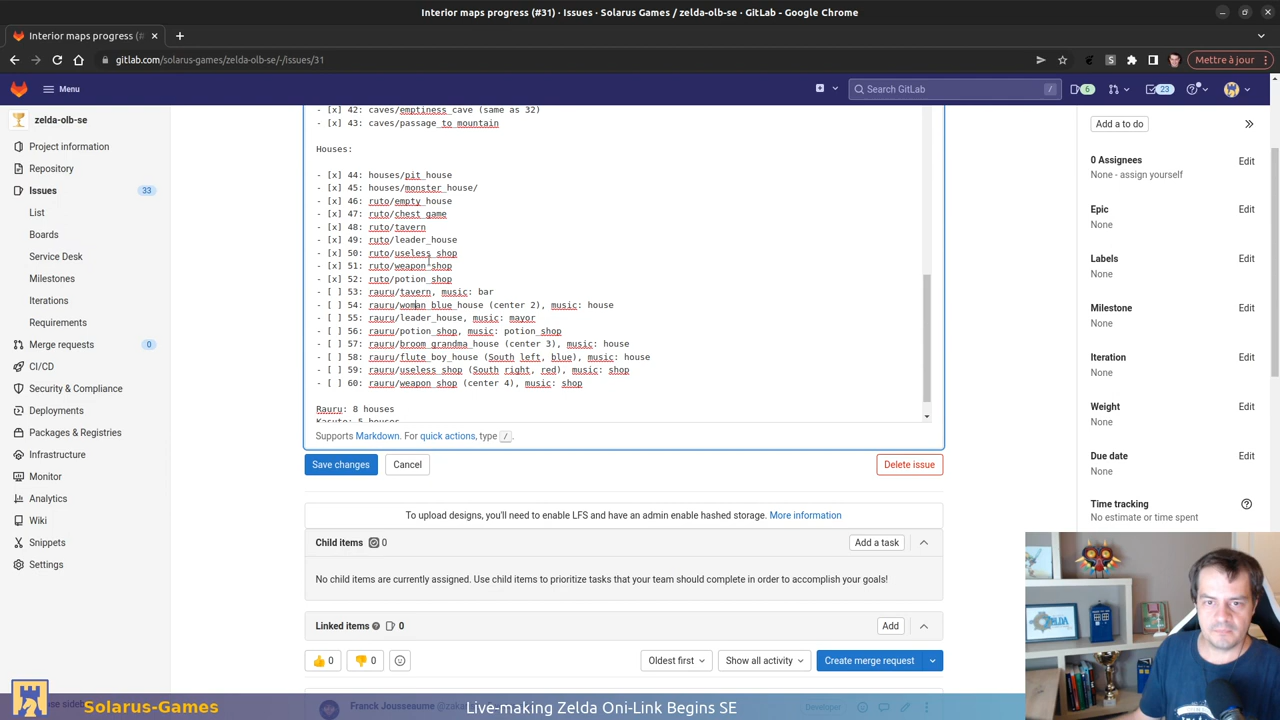 Interior maps progress (#31) · Issues · Solarus Games / zelda-olb-se · GitLab - Google Chrome
Interior maps progress (#
gitlab.com/solarus-games/zelda-olb-se/-/issues/31
Mettre à jour
Menu
Search GitLab
/
6
23
zelda-olb-se
Project information
Repository
Issues
33
List
Boards
Service Desk
Milestones
Iterations
Requirements
Merge requests
0
CI/CD
Security & Compliance
Deployments
Packages & Registries
Infrastructure
Monitor
Analytics
Wiki
Snippets
Settings
- [x] 42: caves/emptiness_cave (same as 32)
- [x] 43: caves/passage_to_mountain
Houses:
- [x] 44: houses/pit_house
- [x] 45: houses/monster_house/
- [x] 46: ruto/empty_house
- [x] 47: ruto/chest_game
- [x] 48: ruto/tavern
- [x] 49: ruto/leader_house
- [x] 50: ruto/useless_shop
- [x] 51: ruto/weapon_shop
- [x] 52: ruto/potion_shop
- [ ] 53: rauru/tavern, music: bar
- [ ] 54: rauru/woman_blue_house (center 2), music: house
- [ ] 55: rauru/leader_house, music: mayor
- [ ] 56: rauru/potion_shop, music: potion_shop
- [ ] 57: rauru/broom_grandma_house (center 3), music: house
- [ ] 58: rauru/flute_boy_house (South left, blue), music: house
- [ ] 59: rauru/useless_shop (South right, red), music: shop
- [ ] 60: rauru/weapon_shop (center 4), music: shop
Rauru: 8 houses
Kasuto: 5 houses
Supports Markdown. For quick actions, type /.
Save changes
Cancel
Delete issue
To upload designs, you'll need to enable LFS and have an admin enable hashed storage. More information
Child items 0
Add a task
No child items are currently assigned. Use child items to prioritize tasks that your team should complete in order to accomplish your goals!
Linked items 0
Add
0
0
Oldest first
Show all activity
Create merge request
Franck Jousseaume
Developer
Add a to do
0 Assignees
Edit
None - assign yourself
Epic
Edit
None
Labels
Edit
None
Milestone
Edit
None
Iteration
Edit
None
Weight
Edit
None
Due date
Edit
None
Time tracking
No estimate or time spent
ZELDA
Solarus-Games
Live-making Zelda Oni-Link Begins SE